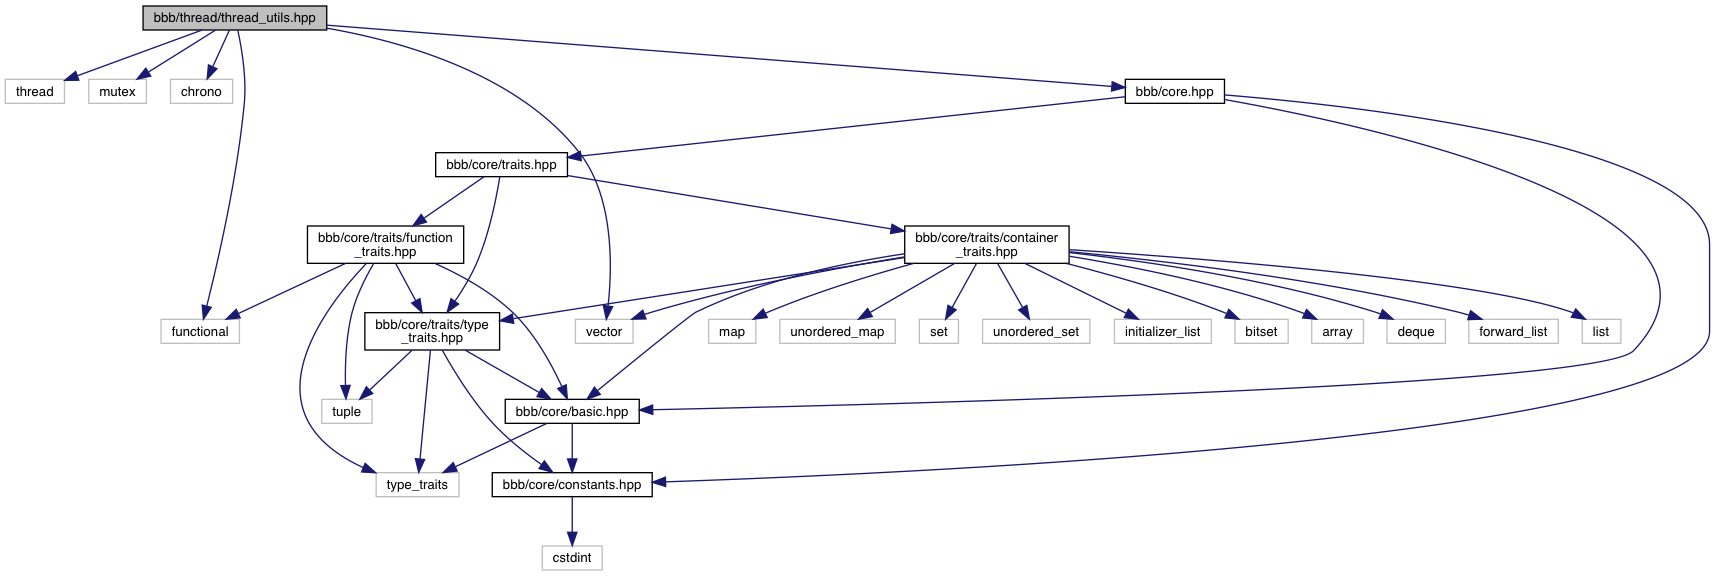 bbb/thread/thread_utils.hpp
thread
mutex
chrono
bbb/core.hpp
bbb/core/traits.hpp
bbb/core/traits/function
_traits.hpp
bbb/core/traits/container
_traits.hpp
functional
bbb/core/traits/type
_traits.hpp
vector
map
unordered_map
set
unordered_set
initializer_list
bitset
array
deque
forward_list
list
tuple
bbb/core/basic.hpp
type_traits
bbb/core/constants.hpp
cstdint